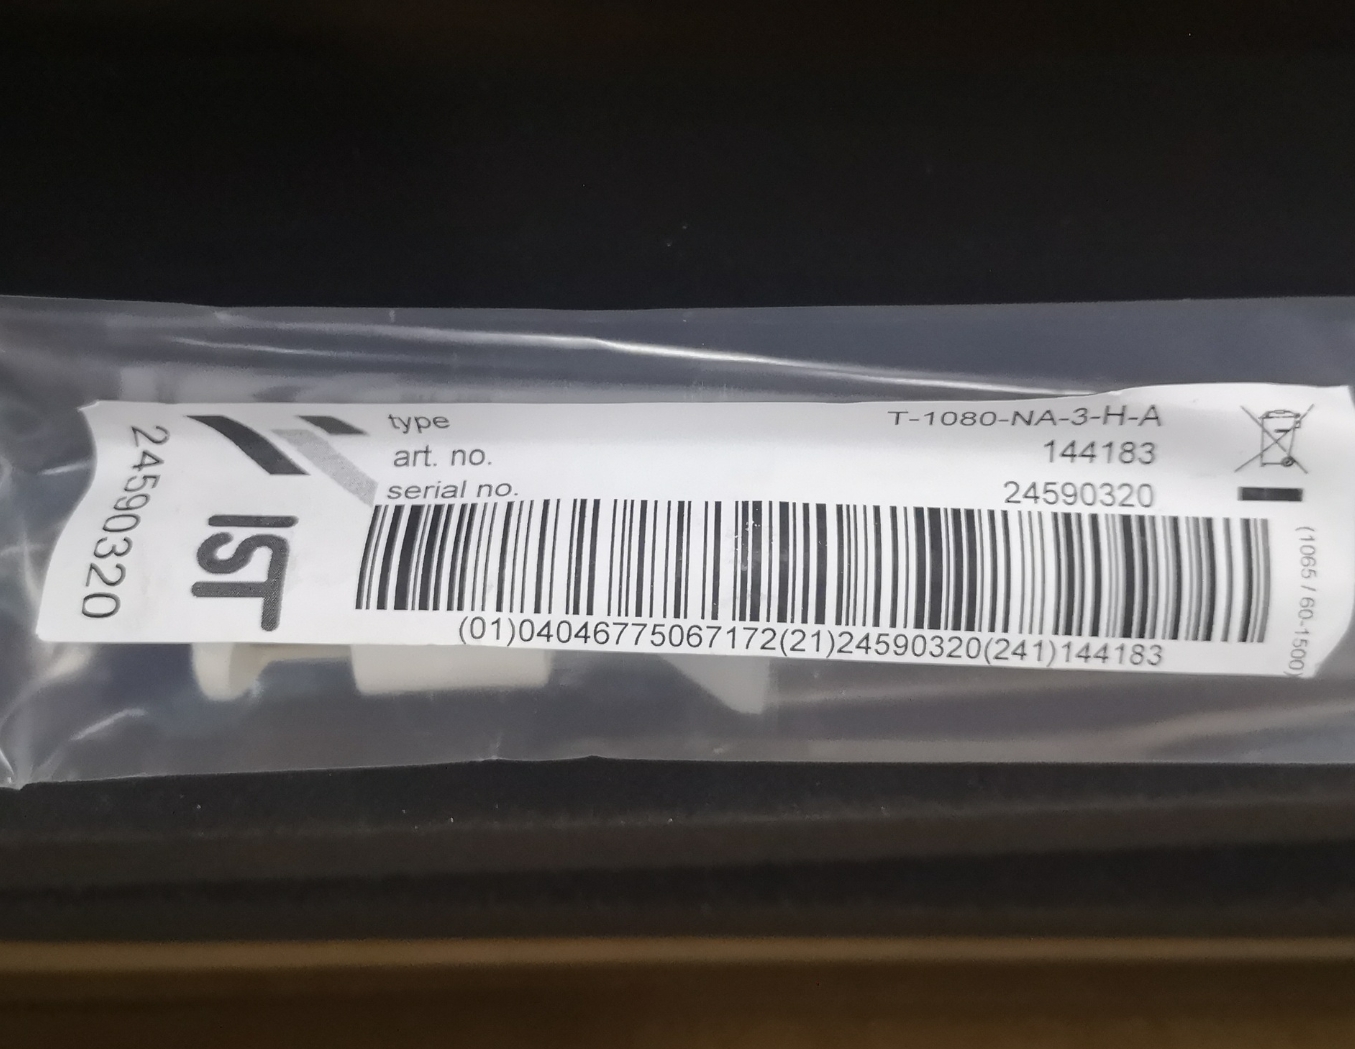 24590320
IST
type T-1080-NA-3-H-A
art. no. 144183
serial no. 24590320
(01)04046775067172(21)24590320(241)144183
(1065 / 60-1500)